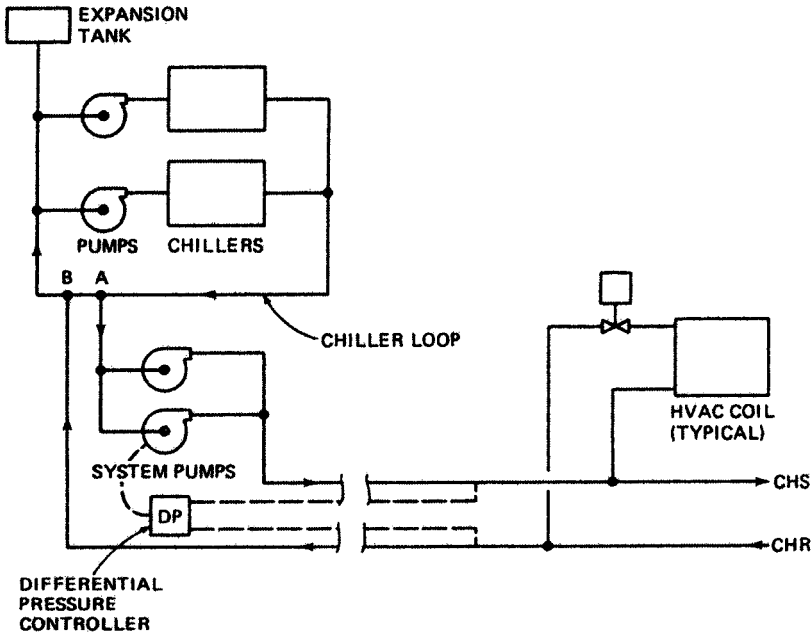 EXPANSION
TANK
PUMPS
CHILLERS
B
A
CHILLER LOOP
HVAC COIL
(TYPICAL)
SYSTEM PUMPS
CHS
DP
CHR
DIFFERENTIAL
PRESSURE
CONTROLLER